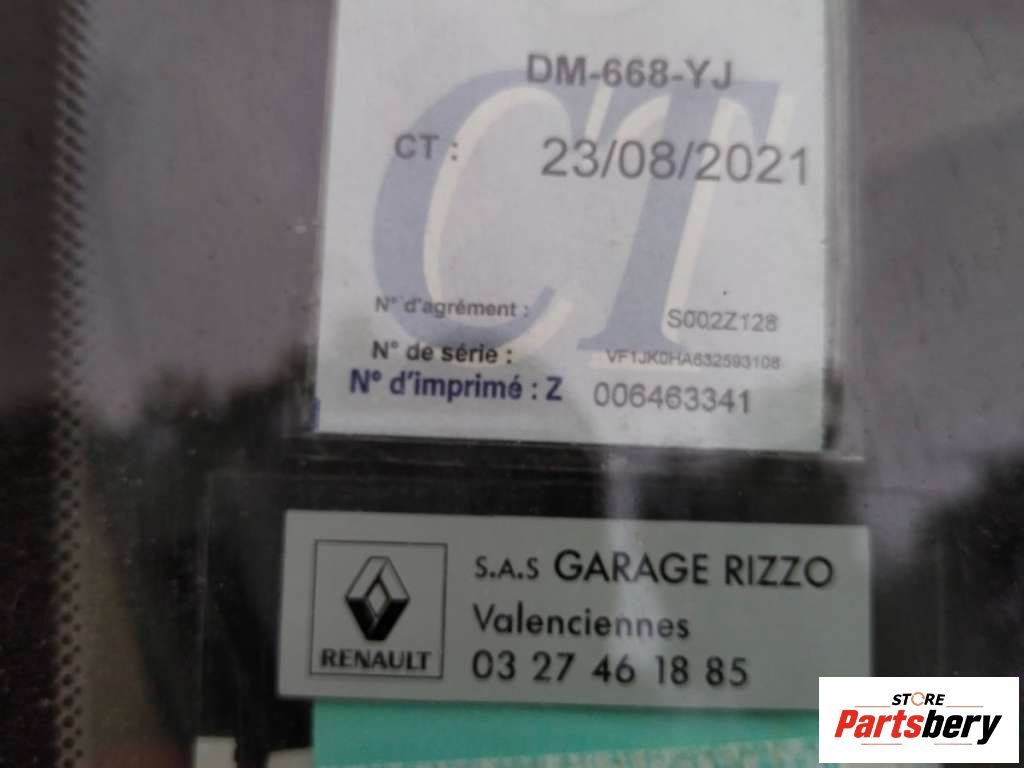 DM-668-YJ
CT
CT : 23/08/2021
N° d'agrément : S002Z128
N° de série : VF1JK0HA632593108
N° d'imprimé : Z 006463341
RENAULT
S.A.S GARAGE RIZZO
Valenciennes
03 27 46 18 85
STORE
Partsbery